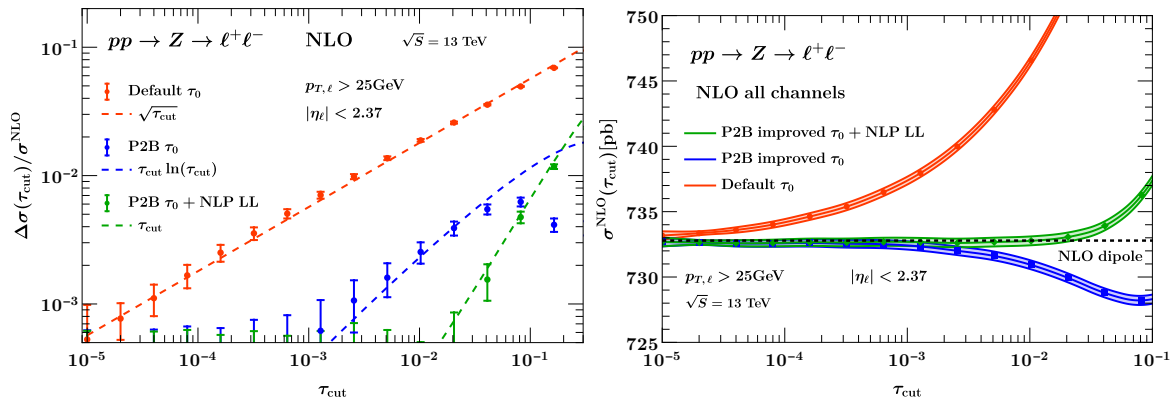 pp → Z → ℓ⁺ℓ⁻ NLO √S = 13 TeV
Default τ₀
√τcut
P2B τ₀
τcut ln(τcut)
P2B τ₀ + NLP LL
τcut
pT,ℓ > 25GeV
|ηℓ| < 2.37
Δσ(τcut)/σ^NLO
10⁻¹
10⁻²
10⁻³
10⁻⁵ 10⁻⁴ 10⁻³ 10⁻² 10⁻¹
τcut
pp → Z → ℓ⁺ℓ⁻
NLO all channels
P2B improved τ₀ + NLP LL
P2B improved τ₀
Default τ₀
NLO dipole
pT,ℓ > 25GeV |ηℓ| < 2.37
√S = 13 TeV
σ^NLO(τcut)[pb]
750
745
740
735
730
725
10⁻⁵ 10⁻⁴ 10⁻³ 10⁻² 10⁻¹
τcut